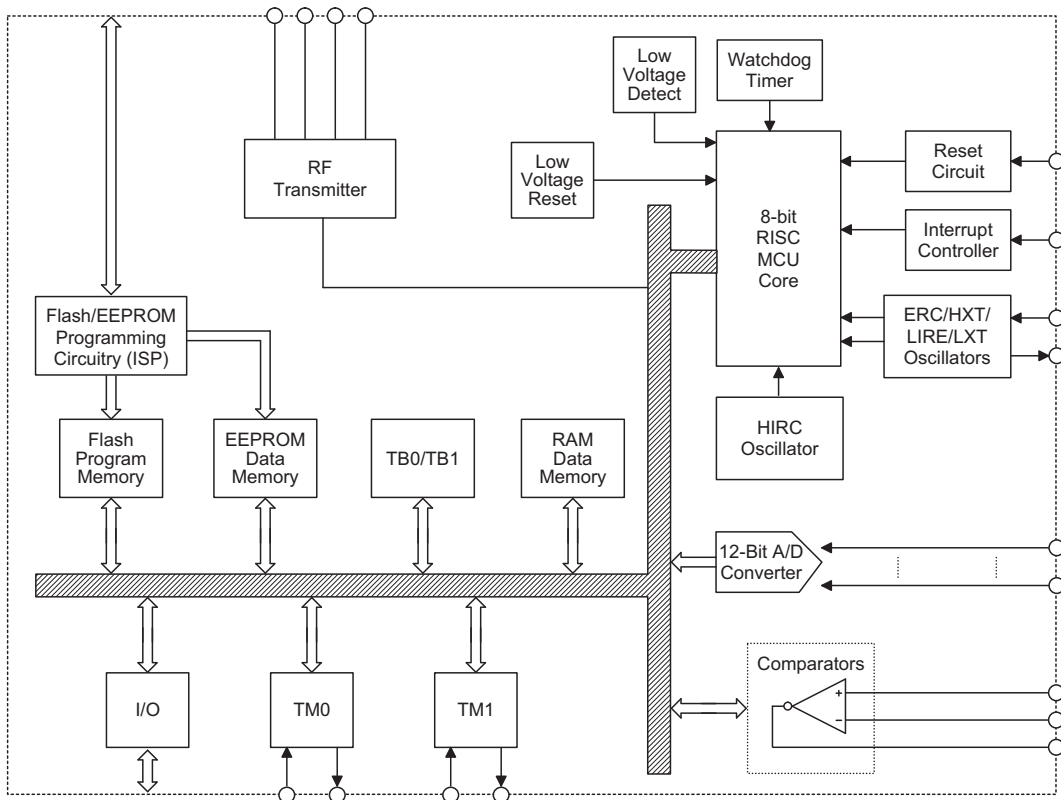 Low
Voltage
Detect
Watchdog
Timer
RF
Transmitter
Low
Voltage
Reset
8-bit
RISC
MCU
Core
Reset
Circuit
Interrupt
Controller
Flash/EEPROM
Programming
Circuitry (ISP)
ERC/HXT/
LIRE/LXT
Oscillators
HIRC
Oscillator
Flash
Program
Memory
EEPROM
Data
Memory
TB0/TB1
RAM
Data
Memory
12-Bit A/D
Converter
Comparators
+
−
I/O
TM0
TM1